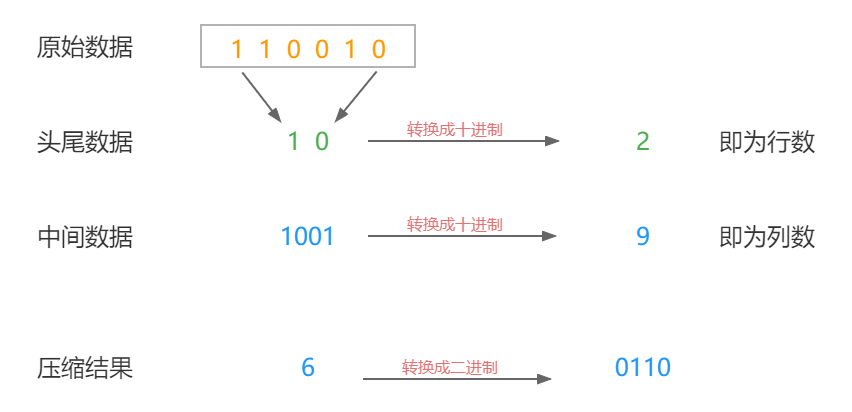 原始数据 1 1 0 0 1 0
头尾数据 1 0 转换成十进制 2 即为行数
中间数据 1001 转换成十进制 9 即为列数
压缩结果 6 转换成二进制 0110